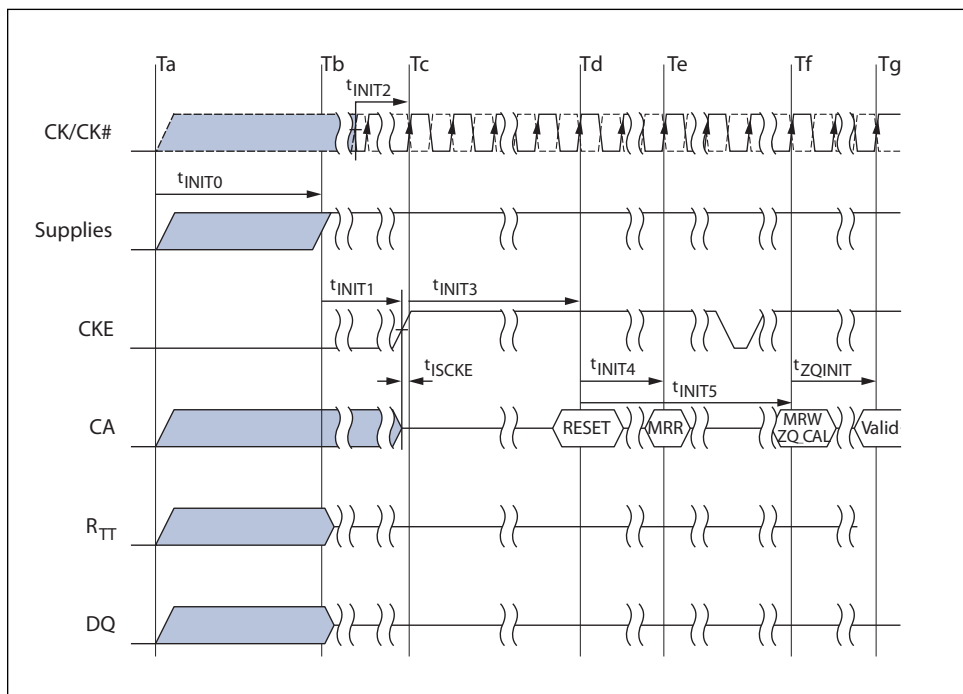 Ta Tb Tc Td Te Tf Tg
tINIT2
CK/CK#
tINIT0
Supplies
tINIT1 tINIT3
CKE
tISCKE tINIT4 tZQINIT
tINIT5
CA RESET MRR MRW ZQ_CAL Valid
RTT
DQ